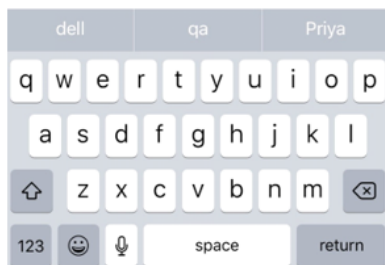 dell qa Priya
q w e r t y u i o p
a s d f g h j k l
z x c v b n m
123 space return